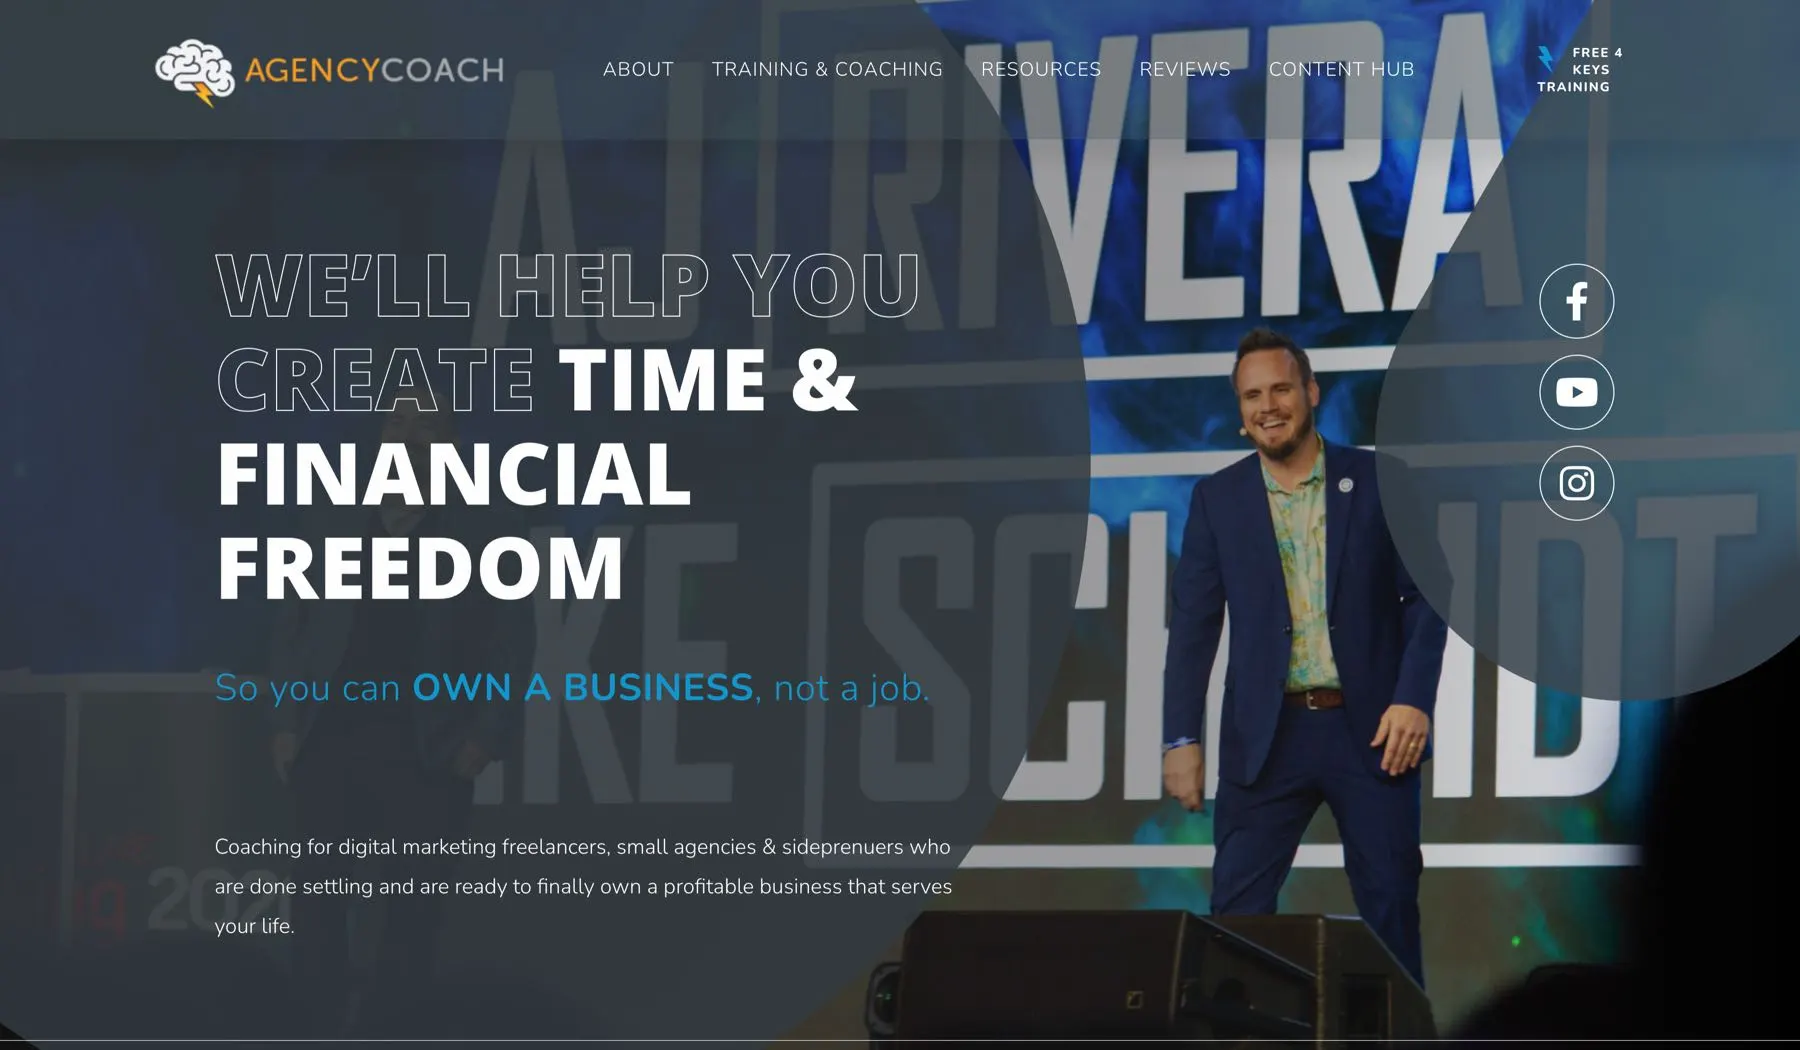 AGENCYCOACH
ABOUT TRAINING & COACHING RESOURCES REVIEWS CONTENT HUB
FREE 4
KEYS
TRAINING
AJ RIVERA
WE'LL HELP YOU
CREATE TIME &
FINANCIAL
FREEDOM
KE SCHMIDT
So you can OWN A BUSINESS, not a job.
Coaching for digital marketing freelancers, small agencies & sideprenuers who
are done settling and are ready to finally own a profitable business that serves
your life.
202